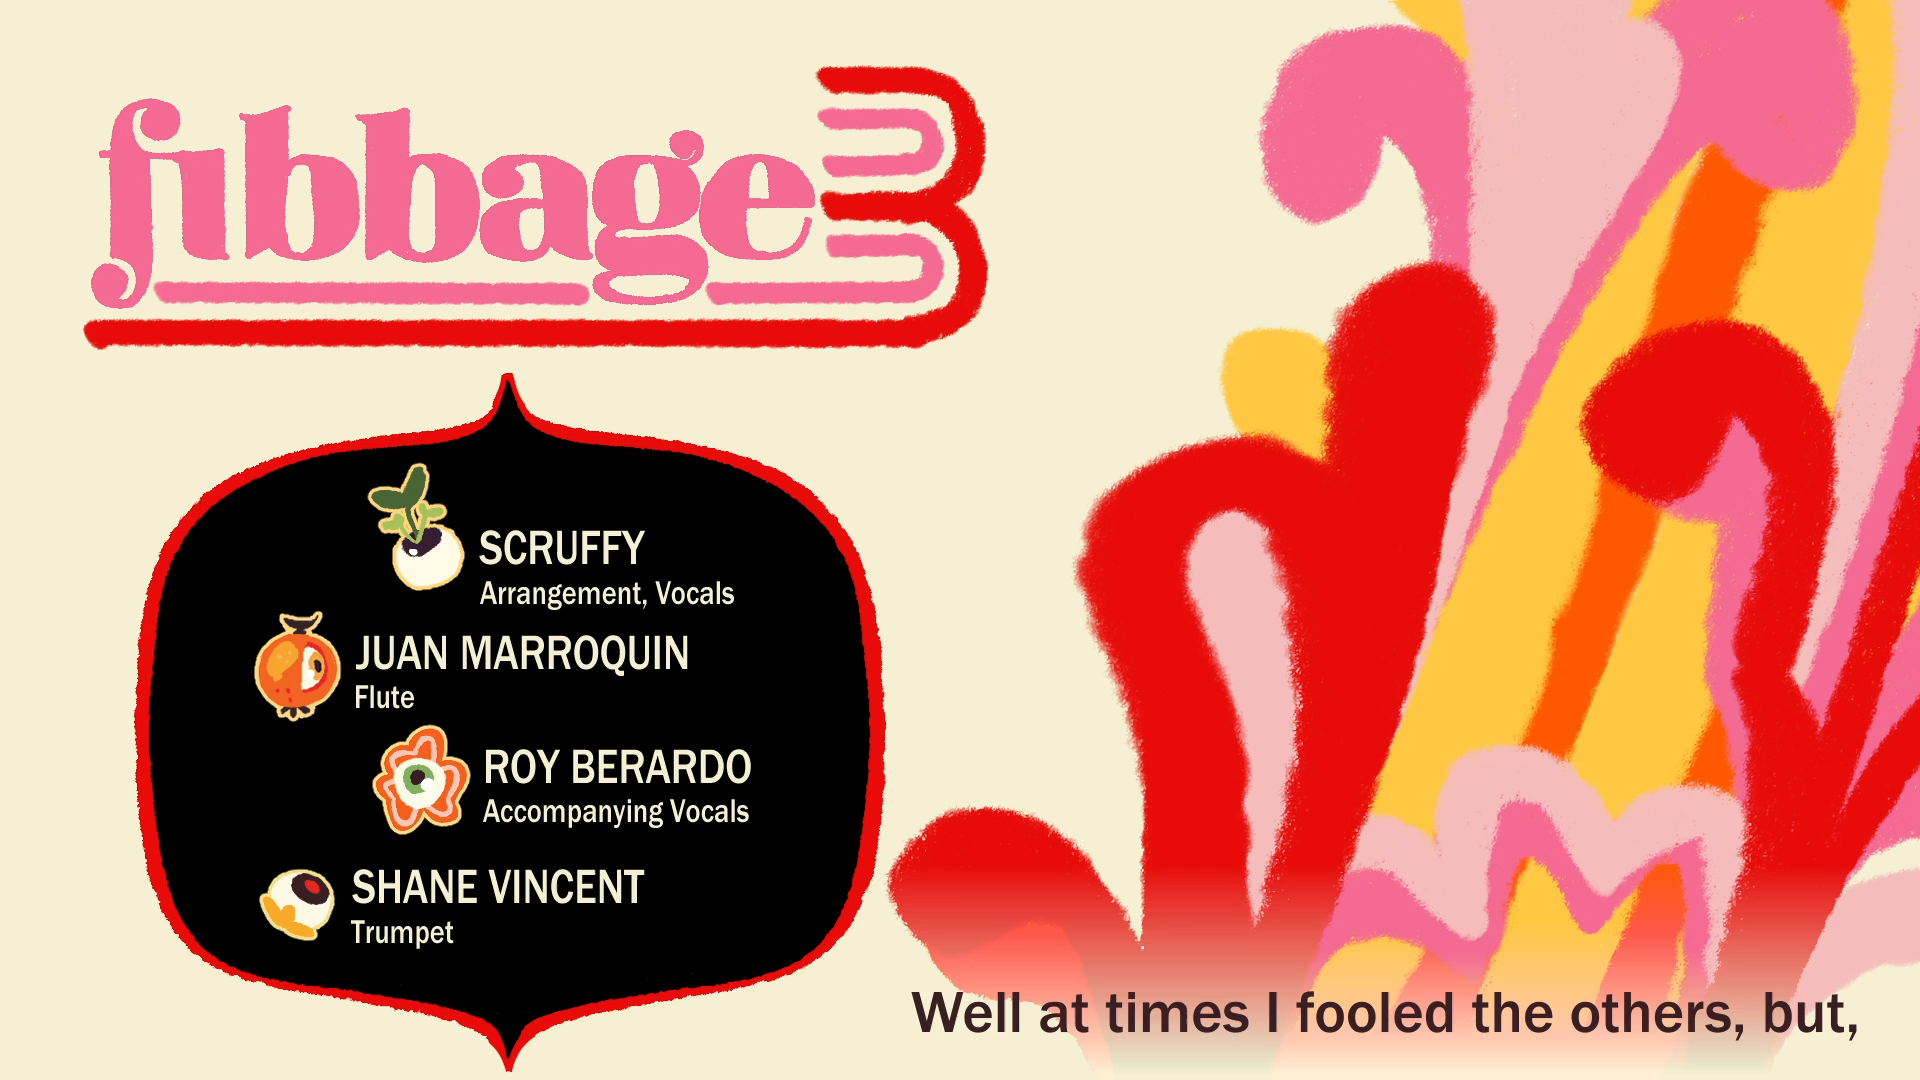 fibbage 3
SCRUFFY
Arrangement, Vocals
JUAN MARROQUIN
Flute
ROY BERARDO
Accompanying Vocals
SHANE VINCENT
Trumpet
Well at times I fooled the others, but,